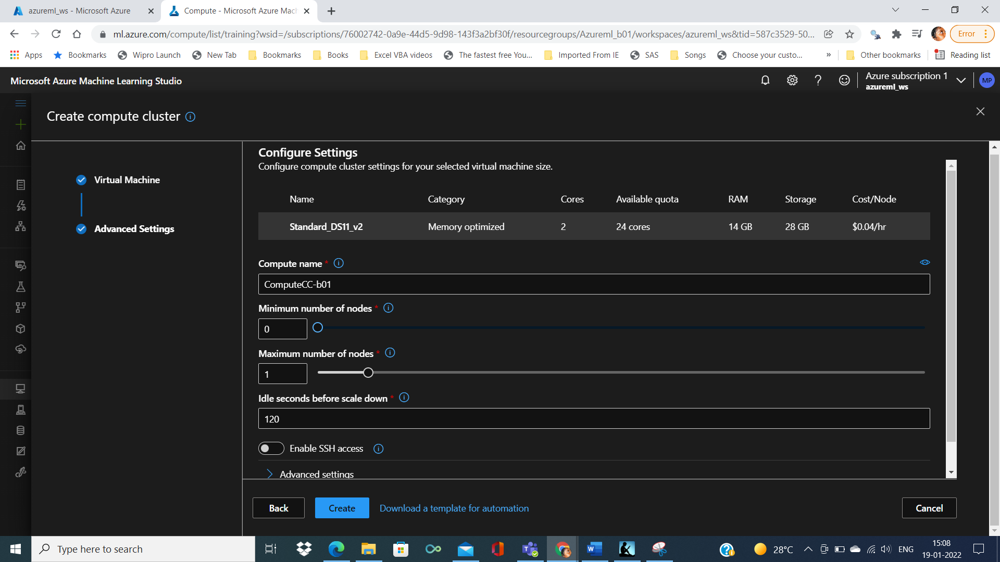 azureml_ws - Microsoft Azure
Compute - Microsoft Azure Mach
ml.azure.com/compute/list/training?wsid=/subscriptions/76002742-0a9e-44d5-9d98-143f3a2bf30f/resourcegroups/Azureml_b01/workspaces/azureml_ws&tid=587c3529-50...
Error
Apps
Bookmarks
Wipro Launch
New Tab
Bookmarks
Books
Excel VBA videos
The fastest free You...
Imported From IE
SAS
Songs
Choose your custo...
»
Other bookmarks
Reading list
Microsoft Azure Machine Learning Studio
Azure subscription 1
azureml_ws
MP
Create compute cluster
Virtual Machine
Advanced Settings
Configure Settings
Configure compute cluster settings for your selected virtual machine size.
Name Category Cores Available quota RAM Storage Cost/Node
Standard_DS11_v2 Memory optimized 2 24 cores 14 GB 28 GB $0.04/hr
Compute name *
ComputeCC-b01
Minimum number of nodes *
0
Maximum number of nodes *
1
Idle seconds before scale down *
120
Enable SSH access
Advanced settings
Back
Create
Download a template for automation
Cancel
Type here to search
28°C
ENG
15:08
19-01-2022